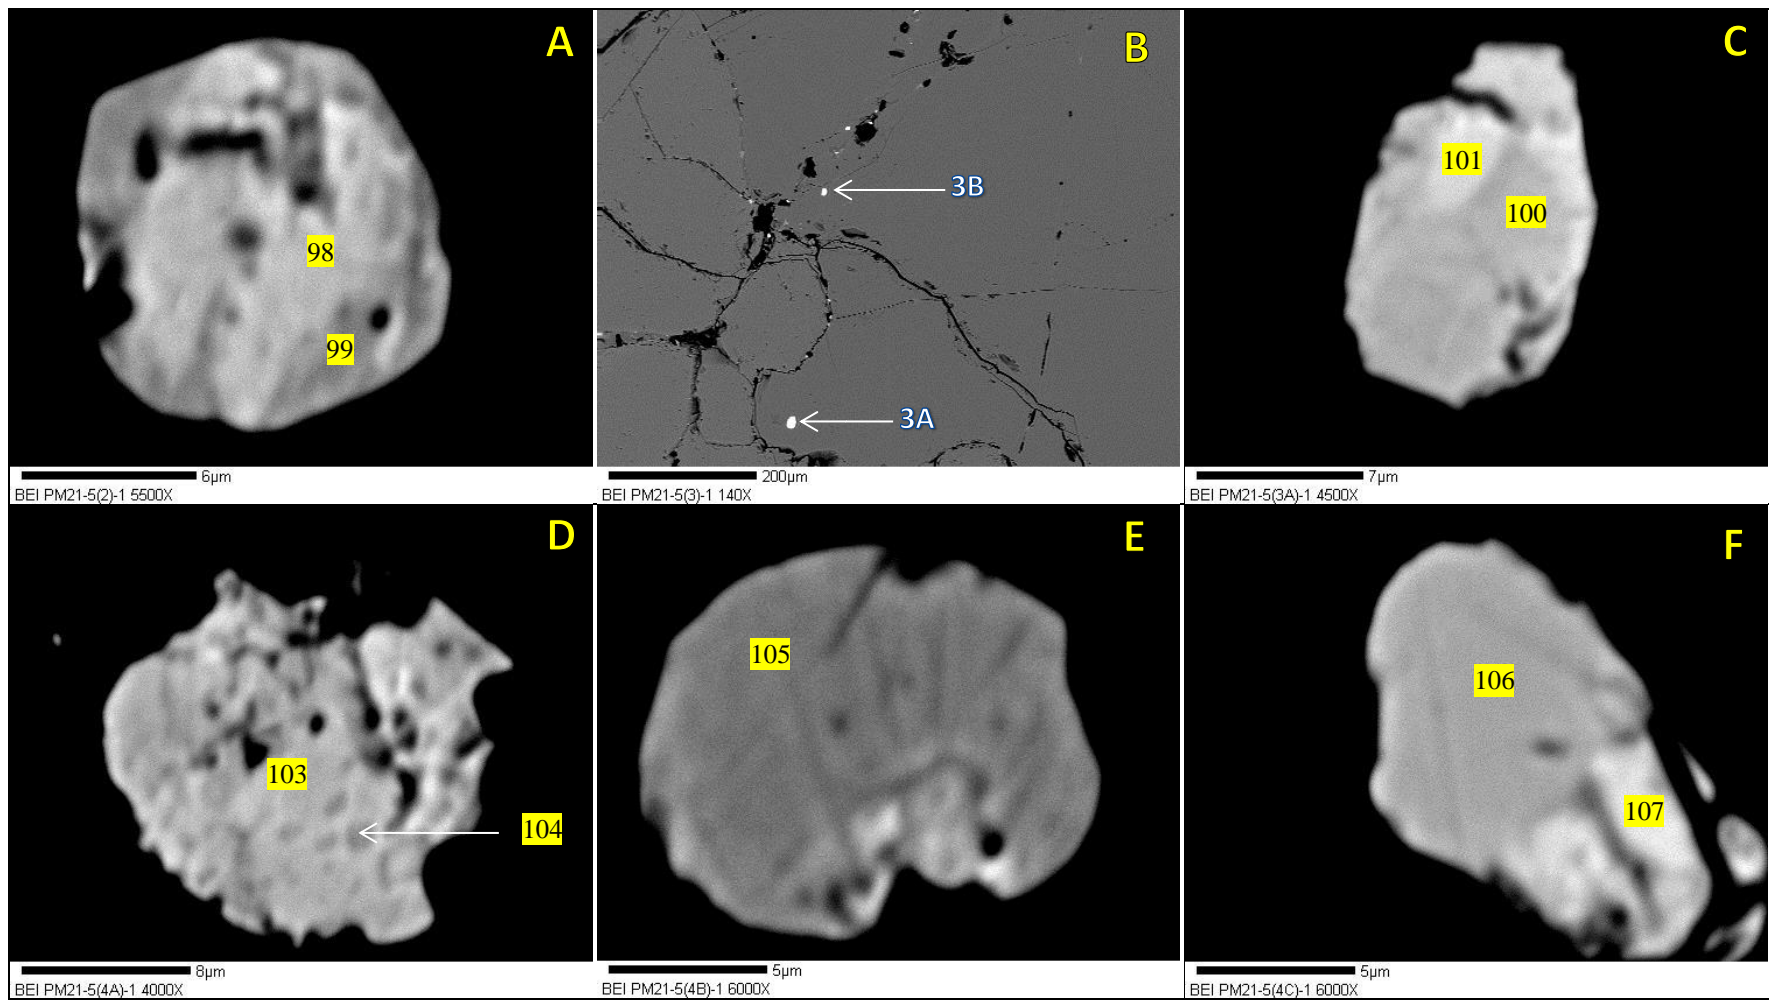 A
98
99
6µm
BEI PM21-5(2)-1 5500X
B
3B
3A
200µm
BEI PM21-5(3)-1 140X
C
101
100
7µm
BEI PM21-5(3A)-1 4500X
D
103
104
8µm
BEI PM21-5(4A)-1 4000X
E
105
5µm
BEI PM21-5(4B)-1 6000X
F
106
107
5µm
BEI PM21-5(4C)-1 6000X